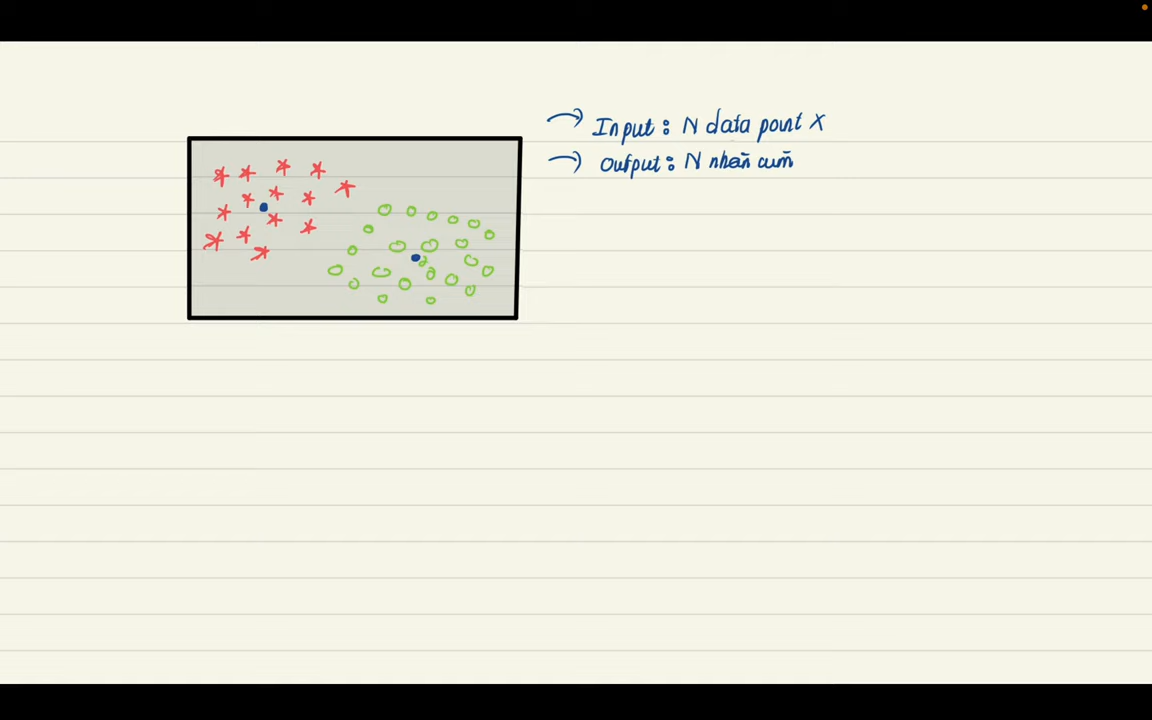 → Input : N data point X
→ Output : N nhãn cụm